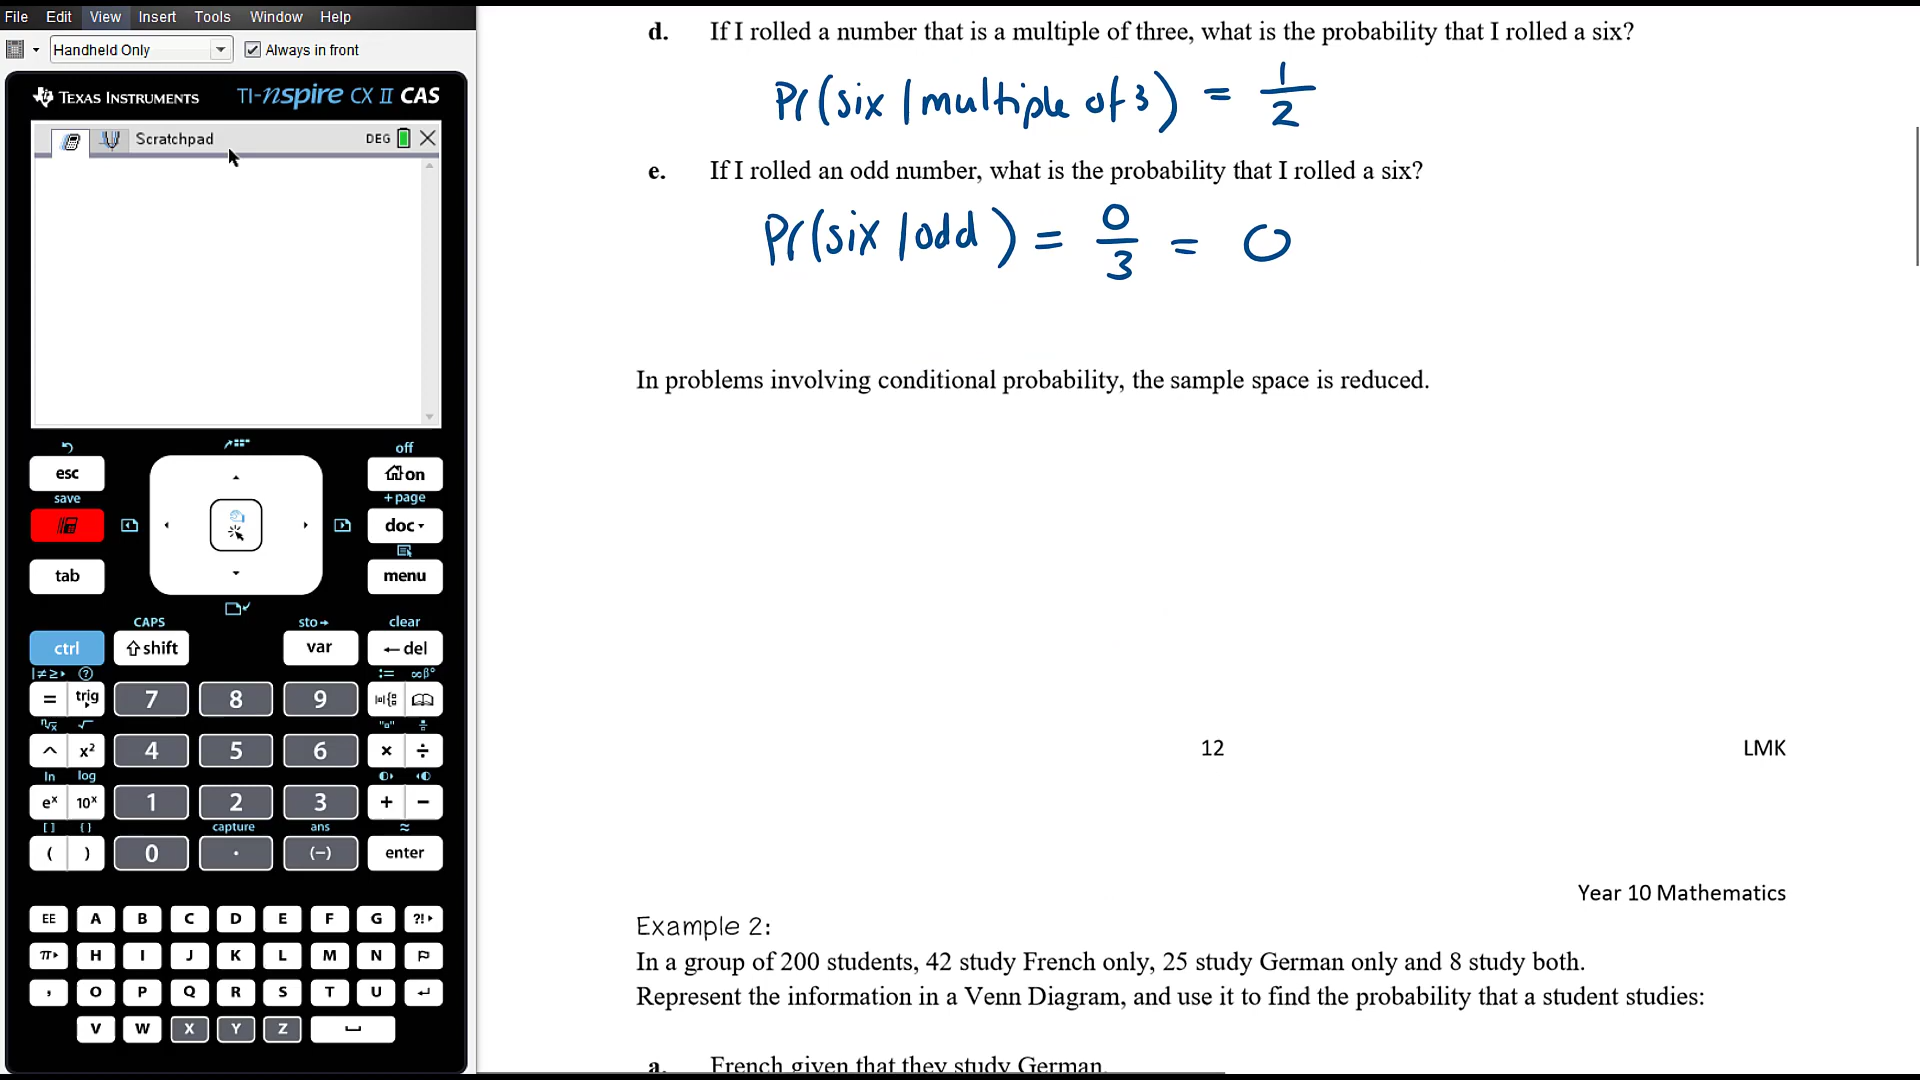 File Edit View Insert Tools Window Help
Handheld Only Always in front
TEXAS INSTRUMENTS TI-nspire CX II CAS
Scratchpad DEG
off
esc on
save +page
doc
tab menu
CAPS sto→ clear
ctrl ⇧shift var ←del
|≠≥▸ ? := ∞β°
= trig 7 8 9
ⁿ√x √ "▫"
^ x² 4 5 6 × ÷
ln log
eˣ 10ˣ 1 2 3 + −
[ ] { } capture ans ≈
( ) 0 . (−) enter
EE A B C D E F G ?!▸
π▸ H I J K L M N
, O P Q R S T U ↵
V W X Y Z
d. If I rolled a number that is a multiple of three, what is the probability that I rolled a six?
Pr(six | multiple of 3) = 1/2
e. If I rolled an odd number, what is the probability that I rolled a six?
Pr(six | odd) = 0/3 = 0
In problems involving conditional probability, the sample space is reduced.
12 LMK
Year 10 Mathematics
Example 2:
In a group of 200 students, 42 study French only, 25 study German only and 8 study both.
Represent the information in a Venn Diagram, and use it to find the probability that a student studies:
a. French given that they study German.